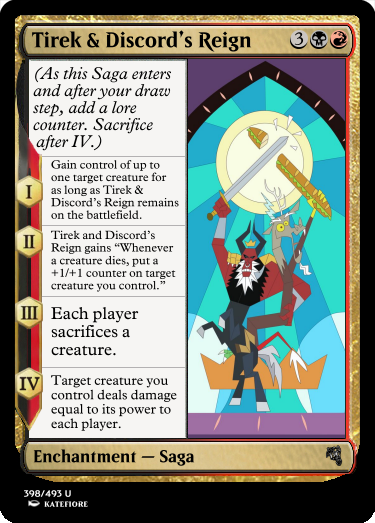 Tirek & Discord's Reign 3
(As this Saga enters
and after your draw
step, add a lore
counter. Sacrifice
after IV.)
I
Gain control of up to
one target creature for
as long as Tirek &
Discord's Reign remains
on the battlefield.
II
Tirek and Discord's
Reign gains “Whenever
a creature dies, put a
+1/+1 counter on target
creature you control.”
III
Each player
sacrifices a
creature.
IV
Target creature you
control deals damage
equal to its power to
each player.
Enchantment — Saga
398/493 U
KATEFIORE